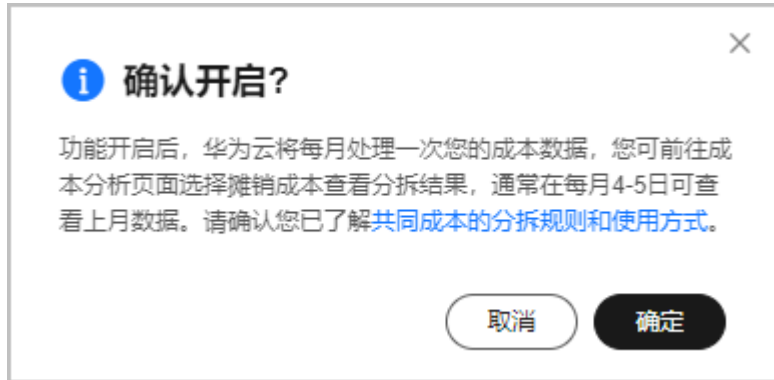 确认开启?
功能开启后，华为云将每月处理一次您的成本数据，您可前往成
本分析页面选择摊销成本查看分拆结果，通常在每月4-5日可查
看上月数据。请确认您已了解共同成本的分拆规则和使用方式。
取消 确定